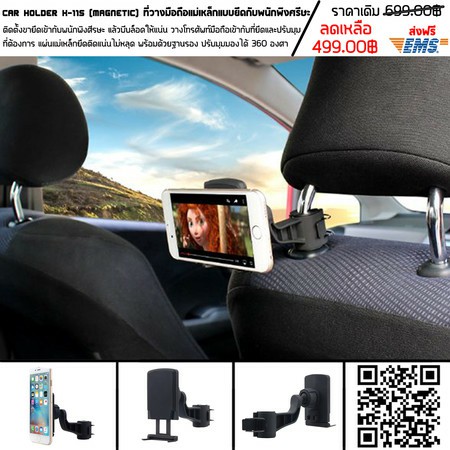 CAR HOLDER X-115 (MAGNETIC) ที่วางมือถือแม่เหล็กแบบยึดกับพนักพิงศรีษะ
ติดตั้งขายึดเข้ากับพนักพิงศีรษะ แล้วบีบล็อคให้แน่น วางโทรศัพท์มือถือเข้ากับที่ยึดและปรับมุม
ที่ต้องการ แผ่นแม่เหล็กยึดติดแน่นไม่หลุด พร้อมด้วยฐานรอง ปรับมุมมองได้ 360 องศา
ราคาเดิม 699.00฿
ลดเหลือ
499.00฿
ส่งฟรี
EMS